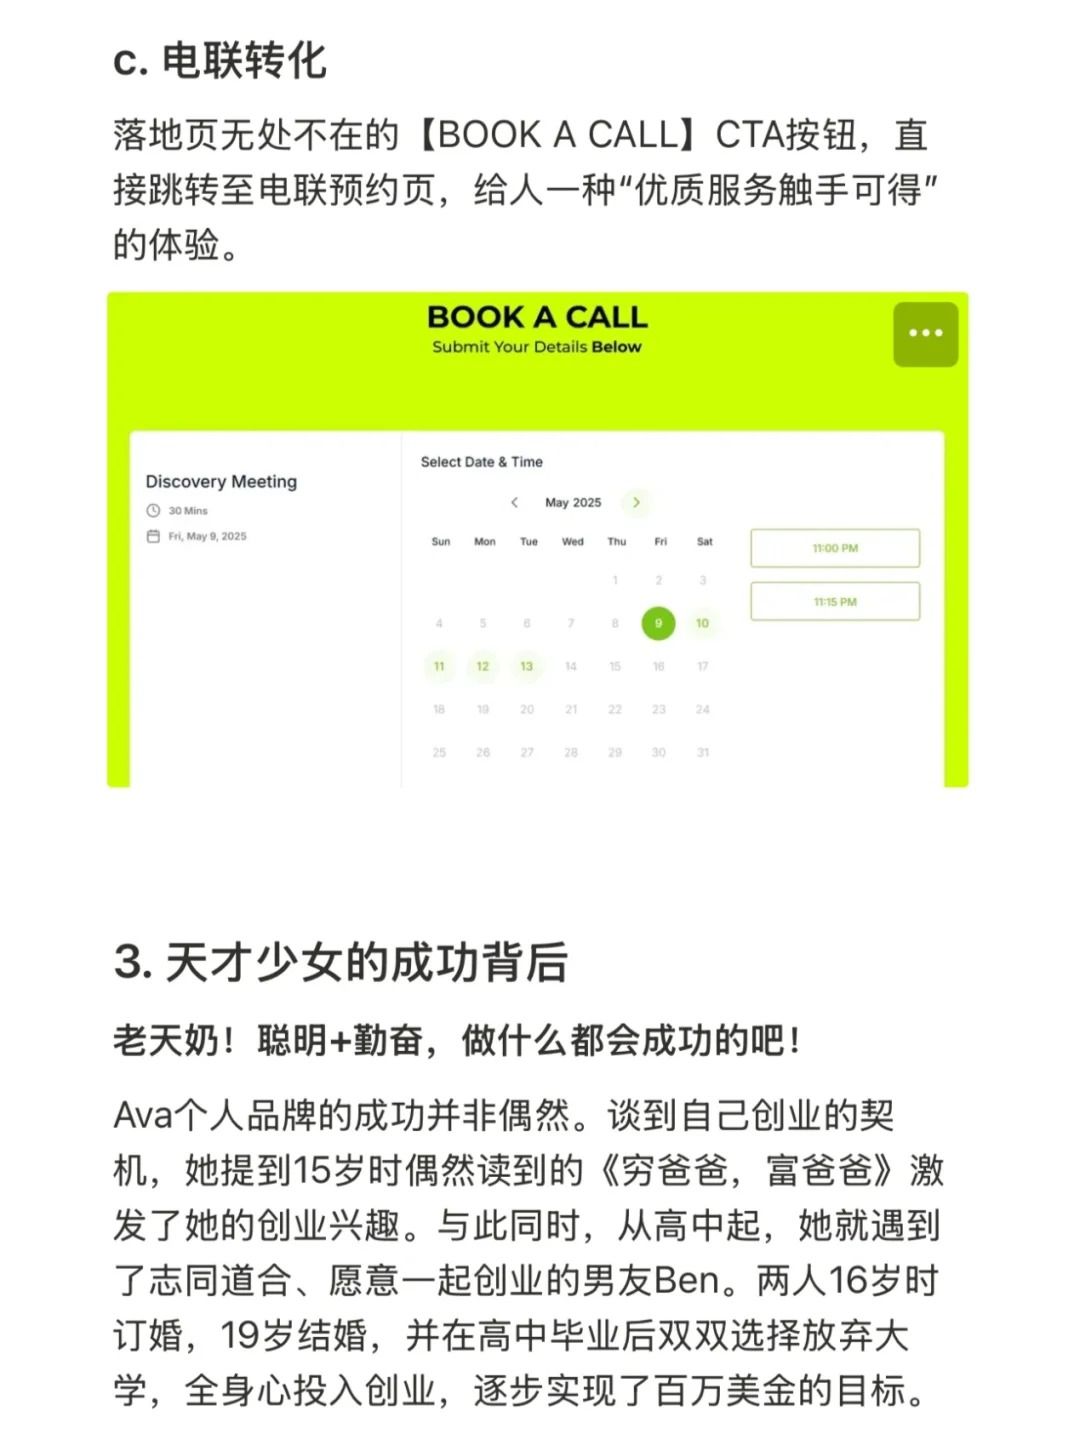 c. 电联转化
落地页无处不在的【BOOK A CALL】CTA按钮，直
接跳转至电联预约页，给人一种“优质服务触手可得”
的体验。
BOOK A CALL
Submit Your Details Below
Discovery Meeting
30 Mins
Fri, May 9, 2025
Select Date & Time
< May 2025 >
Sun Mon Tue Wed Thu Fri Sat
1 2 3
4 5 6 7 8 9 10
11 12 13 14 15 16 17
18 19 20 21 22 23 24
25 26 27 28 29 30 31
11:00 PM
11:15 PM
3. 天才少女的成功背后
老天奶！聪明+勤奋，做什么都会成功的吧！
Ava个人品牌的成功并非偶然。谈到自己创业的契
机，她提到15岁时偶然读到的《穷爸爸，富爸爸》激
发了她的创业兴趣。与此同时，从高中起，她就遇到
了志同道合、愿意一起创业的男友Ben。两人16岁时
订婚，19岁结婚，并在高中毕业后双双选择放弃大
学，全身心投入创业，逐步实现了百万美金的目标。